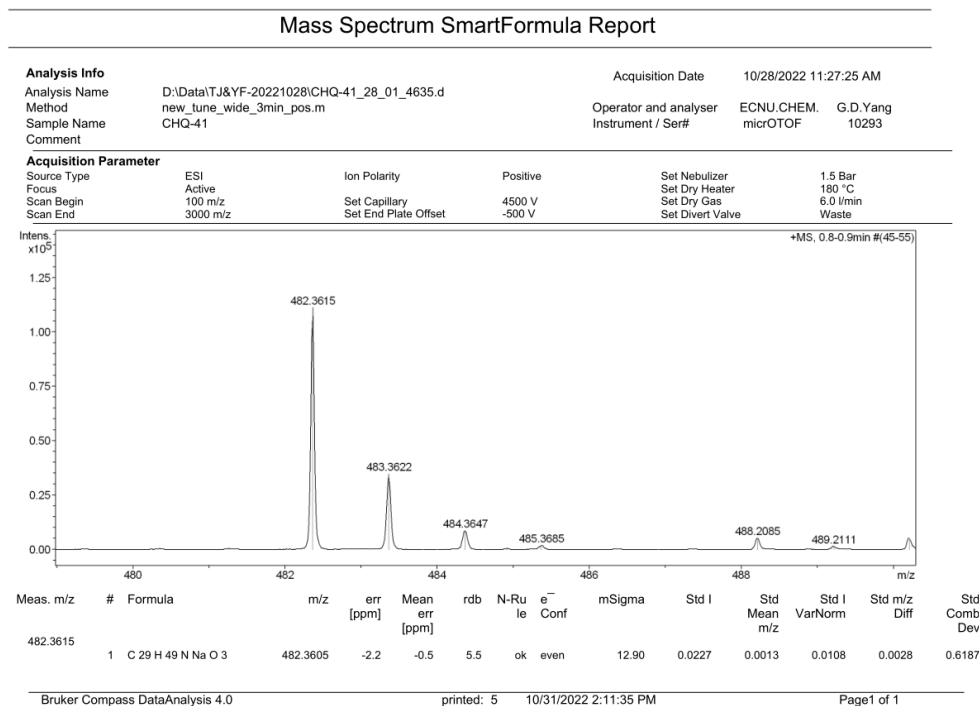 Mass Spectrum SmartFormula Report
Analysis Info
Acquisition Date 10/28/2022 11:27:25 AM
Analysis Name D:\Data\TJ&YF-20221028\CHQ-41_28_01_4635.d
Method new_tune_wide_3min_pos.m Operator and analyser ECNU.CHEM. G.D.Yang
Sample Name CHQ-41 Instrument / Ser# micrOTOF 10293
Comment
Acquisition Parameter
Source Type ESI Ion Polarity Positive Set Nebulizer 1.5 Bar
Focus Active Set Dry Heater 180 °C
Scan Begin 100 m/z Set Capillary 4500 V Set Dry Gas 6.0 l/min
Scan End 3000 m/z Set End Plate Offset -500 V Set Divert Valve Waste
Intens. +MS, 0.8-0.9min #(45-55)
x10⁵
1.25
482.3615
1.00
0.75
0.50
483.3622
0.25
484.3647
485.3685 488.2085 489.2111
0.00
480 482 484 486 488 m/z
Meas. m/z # Formula m/z err Mean rdb N-Ru e⁻ mSigma Std I Std Std I Std m/z Std
[ppm] err le Conf Mean VarNorm Diff Comb
[ppm] m/z Dev
482.3615
1 C 29 H 49 N Na O 3 482.3605 -2.2 -0.5 5.5 ok even 12.90 0.0227 0.0013 0.0108 0.0028 0.6187
Bruker Compass DataAnalysis 4.0 printed: 5 10/31/2022 2:11:35 PM Page1 of 1